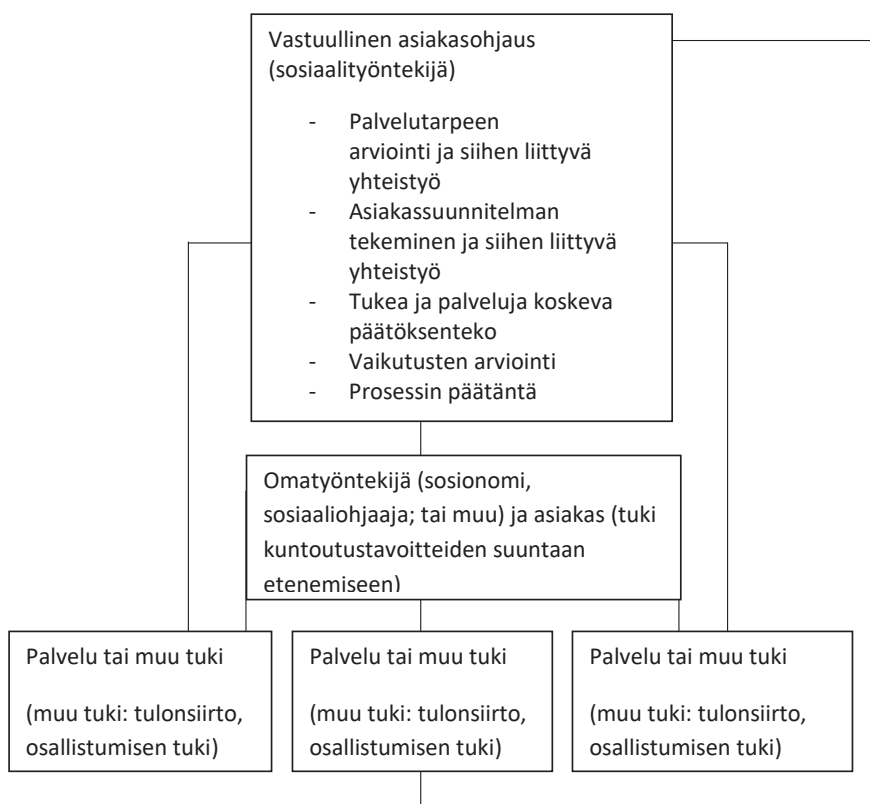 Vastuullinen asiakasohjaus
(sosiaalityöntekijä)
- Palvelutarpeen
arviointi ja siihen liittyvä
yhteistyö
- Asiakassuunnitelman
tekeminen ja siihen liittyvä
yhteistyö
- Tukea ja palveluja koskeva
päätöksenteko
- Vaikutusten arviointi
- Prosessin päätäntä
Omatyöntekijä (sosionomi,
sosiaaliohjaaja; tai muu) ja asiakas (tuki
kuntoutustavoitteiden suuntaan
etenemiseen)
Palvelu tai muu tuki
(muu tuki: tulonsiirto,
osallistumisen tuki)
Palvelu tai muu tuki
(muu tuki: tulonsiirto,
osallistumisen tuki)
Palvelu tai muu tuki
(muu tuki: tulonsiirto,
osallistumisen tuki)